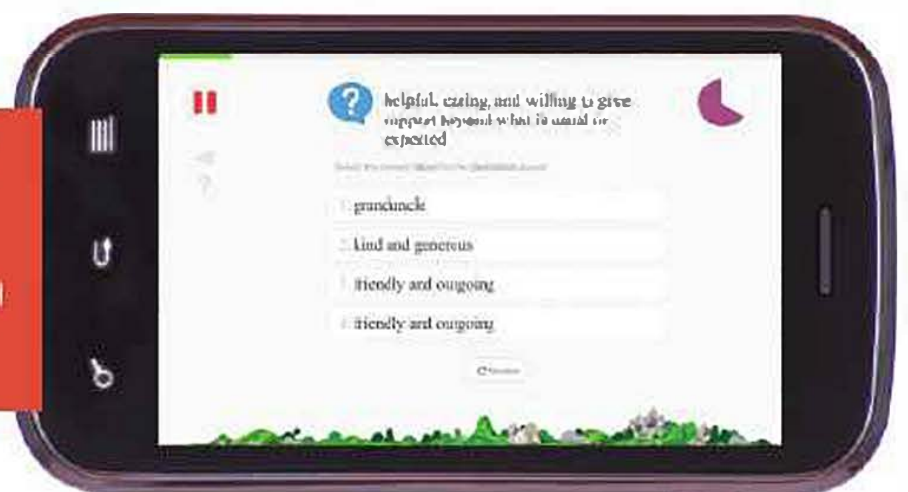 helpful, caring, and willing to give
support beyond what is usual or
expected
1. granduncle
2. kind and generous
3. friendly and outgoing
4. friendly and outgoing